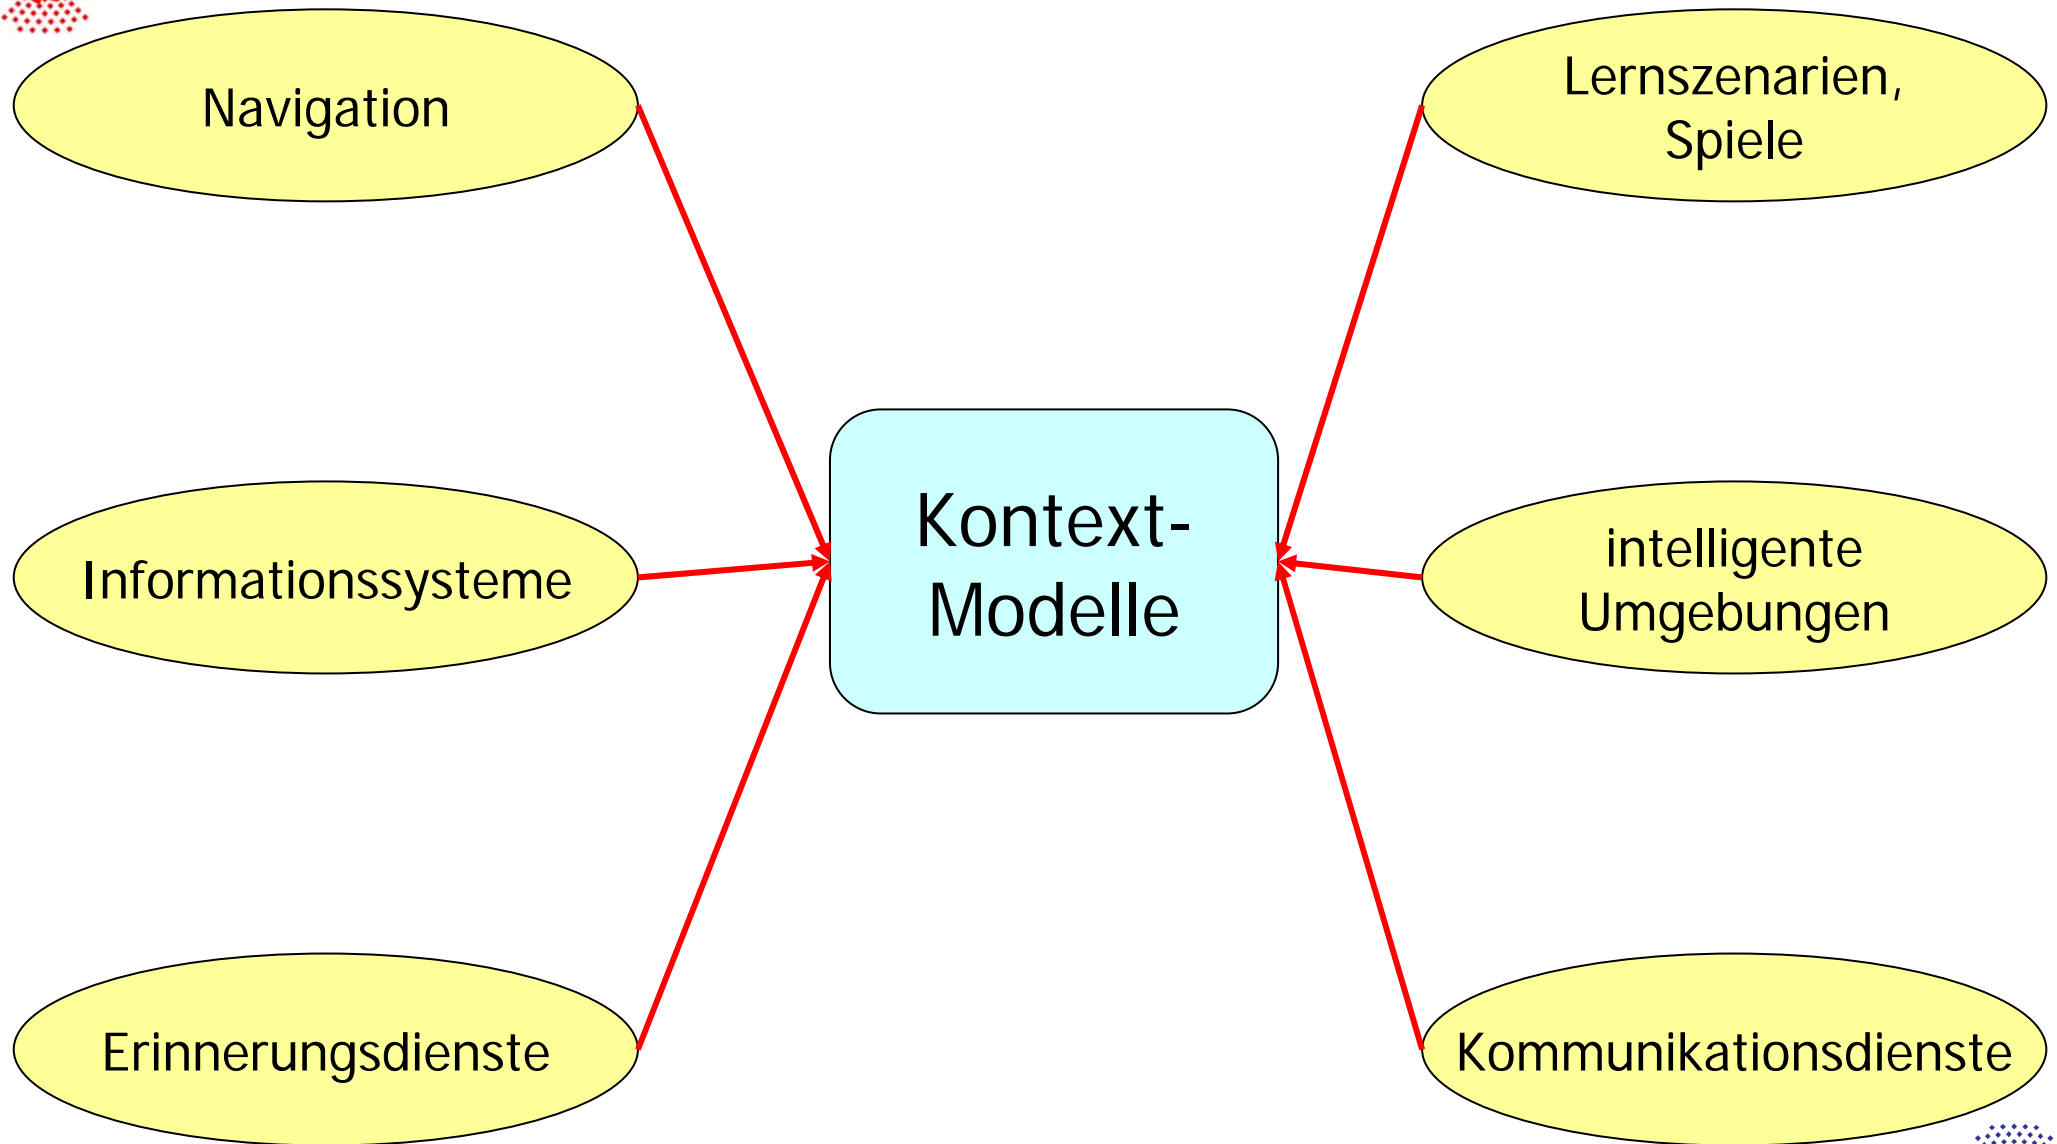 Navigation
Lernszenarien,
Spiele
Kontext-
Modelle
Informationssysteme
intelligente
Umgebungen
Erinnerungsdienste
Kommunikationsdienste